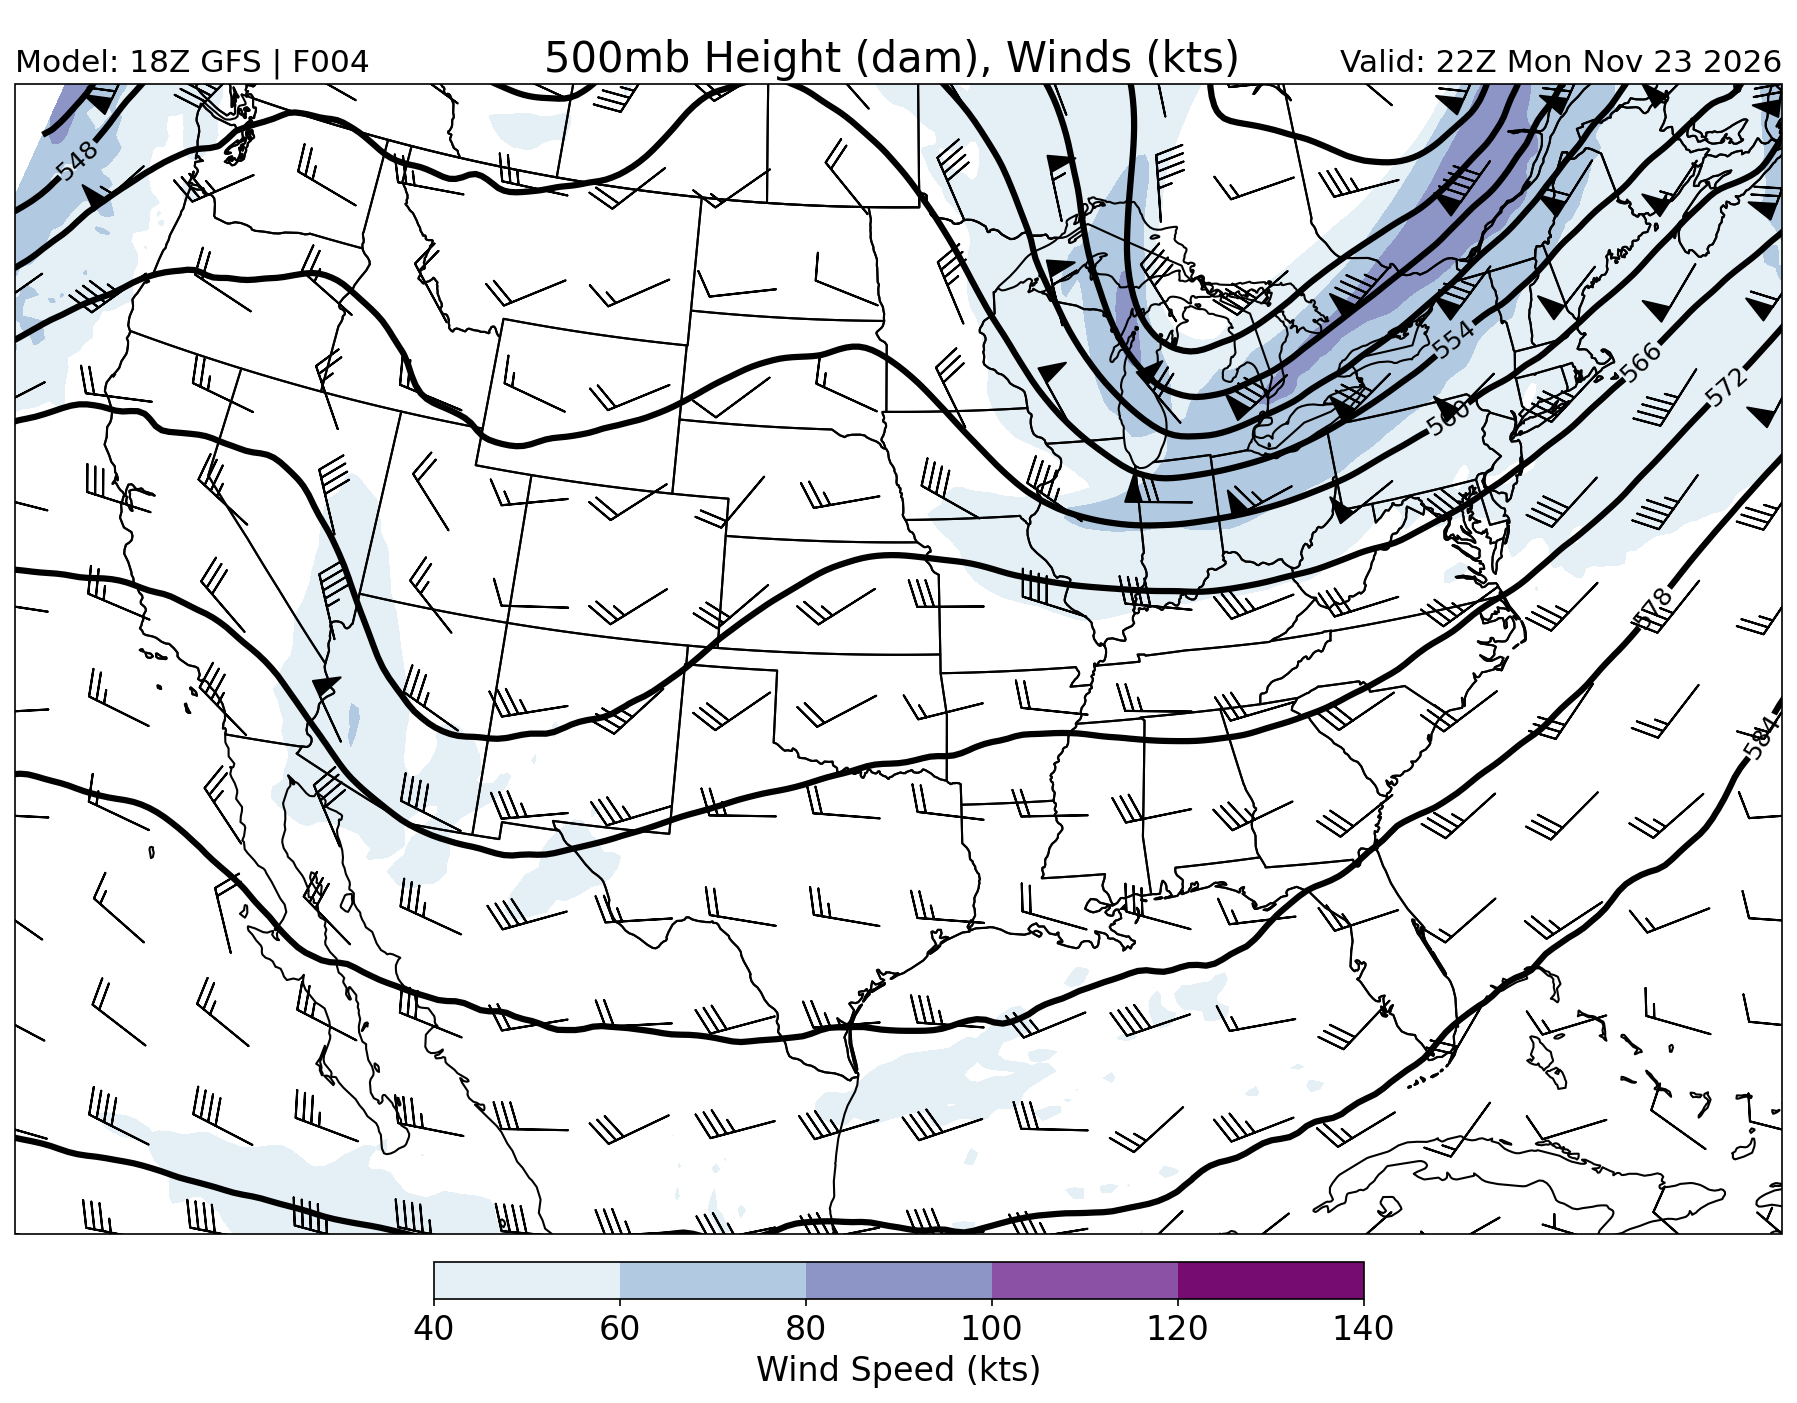 Model: 18Z GFS | F004
500mb Height (dam), Winds (kts)
Valid: 22Z Mon Nov 23 2026
548
554
560
566
572
578
584
40 60 80 100 120 140
Wind Speed (kts)